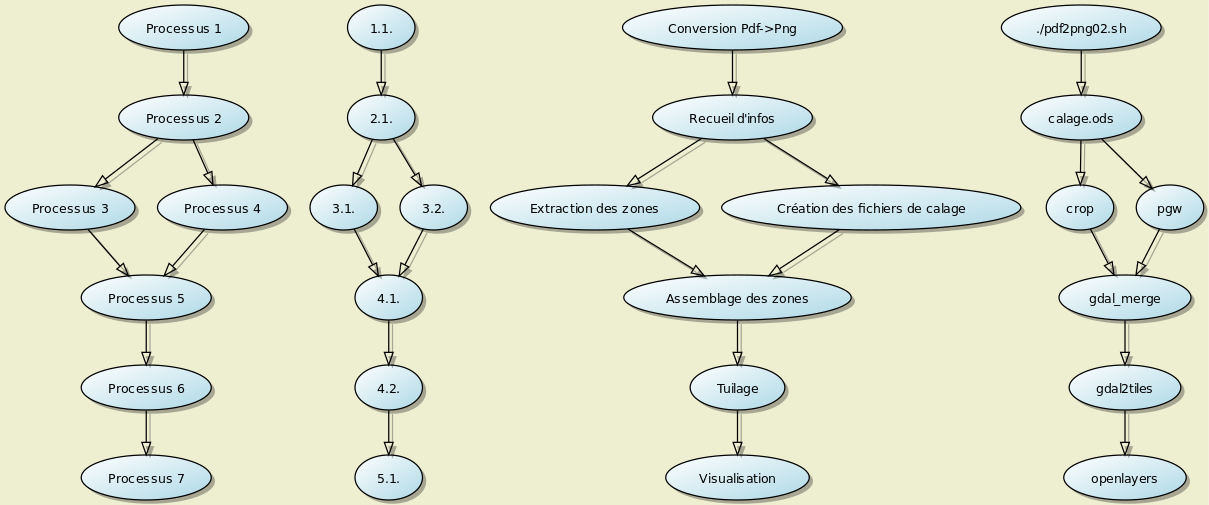 Processus 1
Processus 2
Processus 3
Processus 4
Processus 5
Processus 6
Processus 7
1.1.
2.1.
3.1.
3.2.
4.1.
4.2.
5.1.
Conversion Pdf->Png
Recueil d'infos
Extraction des zones
Création des fichiers de calage
Assemblage des zones
Tuilage
Visualisation
./pdf2png02.sh
calage.ods
crop
pgw
gdal_merge
gdal2tiles
openlayers